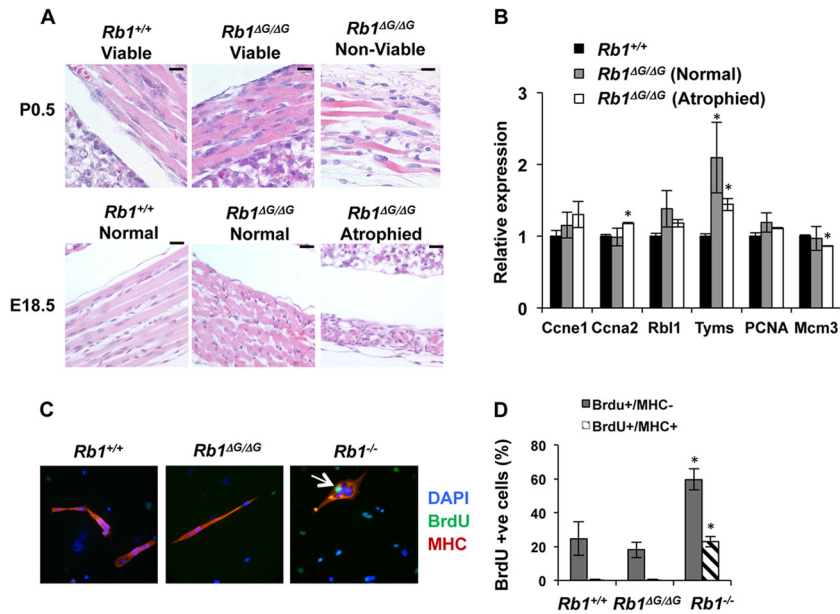 A
Rb1+/+
Viable
Rb1ΔG/ΔG
Viable
Rb1ΔG/ΔG
Non-Viable
P0.5
Rb1+/+
Normal
Rb1ΔG/ΔG
Normal
Rb1ΔG/ΔG
Atrophied
E18.5
B
Rb1+/+
Rb1ΔG/ΔG (Normal)
Rb1ΔG/ΔG (Atrophied)
Relative expression
3
2
1
0
*
*
*
*
Ccne1 Ccna2 Rbl1 Tyms PCNA Mcm3
C
Rb1+/+ Rb1ΔG/ΔG Rb1-/-
DAPI
BrdU
MHC
D
Brdu+/MHC-
BrdU+/MHC+
BrdU +ve cells (%)
80
60
40
20
0
*
*
Rb1+/+ Rb1ΔG/ΔG Rb1-/-